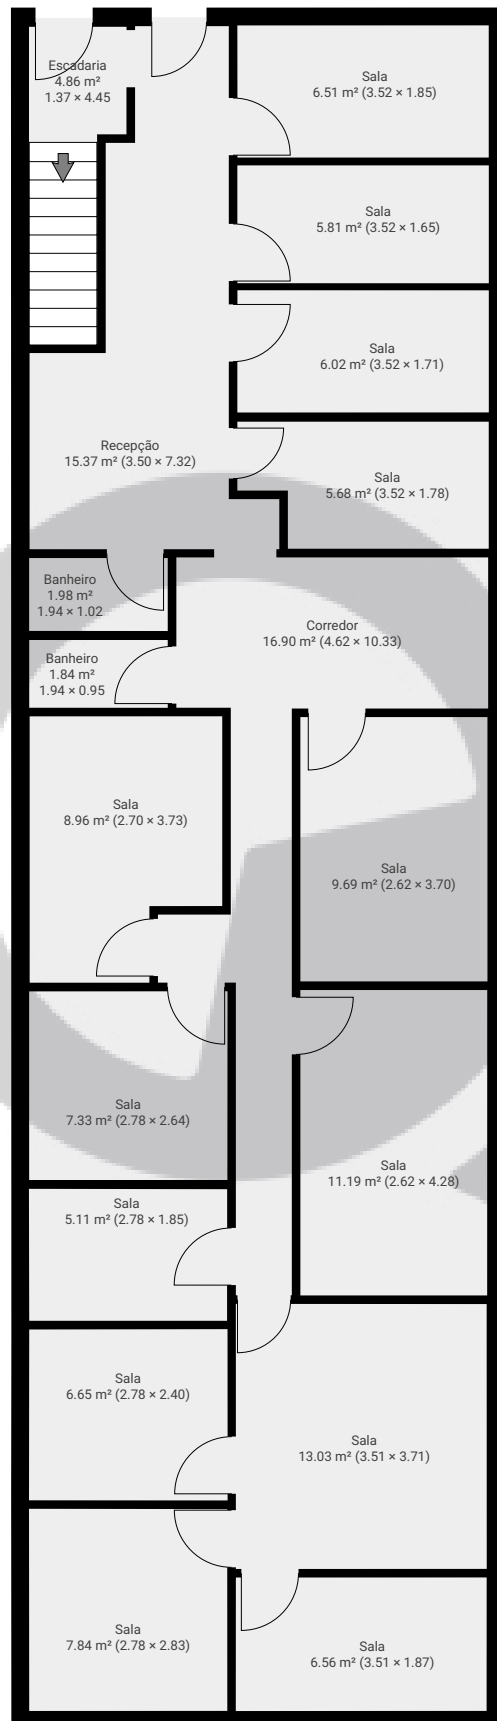 Escadaria
4.86 m²
1.37 × 4.45
Sala
6.51 m² (3.52 × 1.85)
Sala
5.81 m² (3.52 × 1.65)
Sala
6.02 m² (3.52 × 1.71)
Recepção
15.37 m² (3.50 × 7.32)
Sala
5.68 m² (3.52 × 1.78)
Banheiro
1.98 m²
1.94 × 1.02
Corredor
16.90 m² (4.62 × 10.33)
Banheiro
1.84 m²
1.94 × 0.95
Sala
8.96 m² (2.70 × 3.73)
Sala
9.69 m² (2.62 × 3.70)
Sala
7.33 m² (2.78 × 2.64)
Sala
11.19 m² (2.62 × 4.28)
Sala
5.11 m² (2.78 × 1.85)
Sala
6.65 m² (2.78 × 2.40)
Sala
13.03 m² (3.51 × 3.71)
Sala
7.84 m² (2.78 × 2.83)
Sala
6.56 m² (3.51 × 1.87)